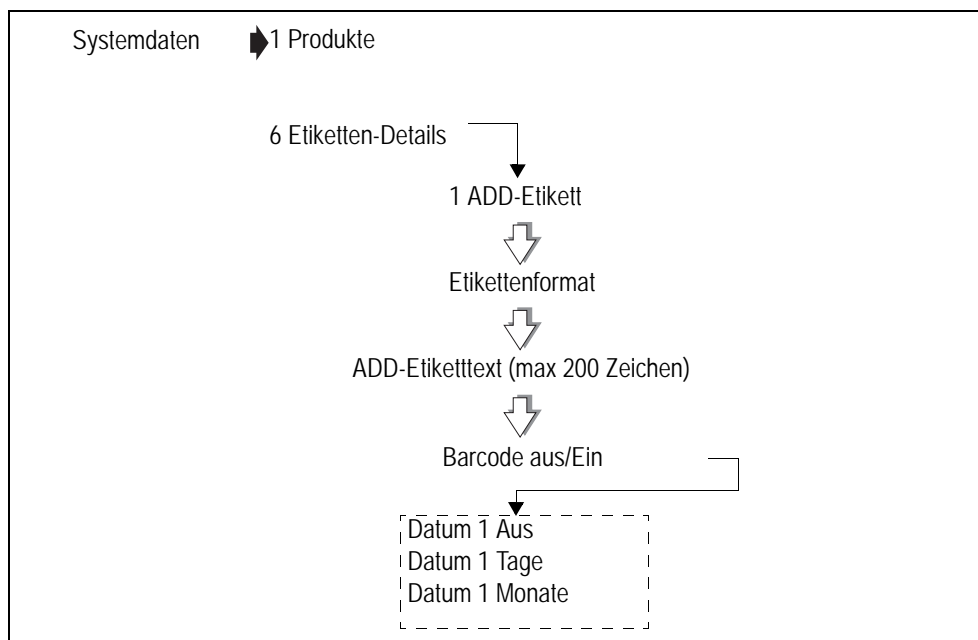 Systemdaten 1 Produkte
6 Etiketten-Details
1 ADD-Etikett
Etikettenformat
ADD-Etiketttext (max 200 Zeichen)
Barcode aus/Ein
Datum 1 Aus
Datum 1 Tage
Datum 1 Monate